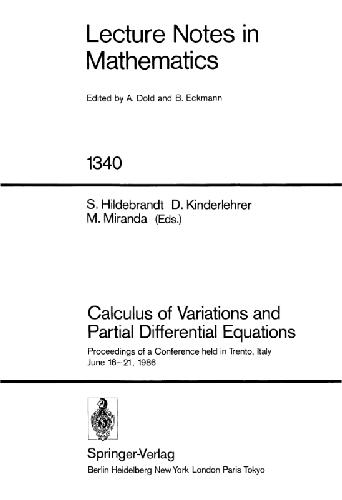 Lecture Notes in
Mathematics
Edited by A. Dold and B. Eckmann
1340
S. Hildebrandt D. Kinderlehrer
M. Miranda (Eds.)
Calculus of Variations and
Partial Differential Equations
Proceedings of a Conference held in Trento, Italy
June 16–21, 1986
Springer-Verlag
Berlin Heidelberg New York London Paris Tokyo